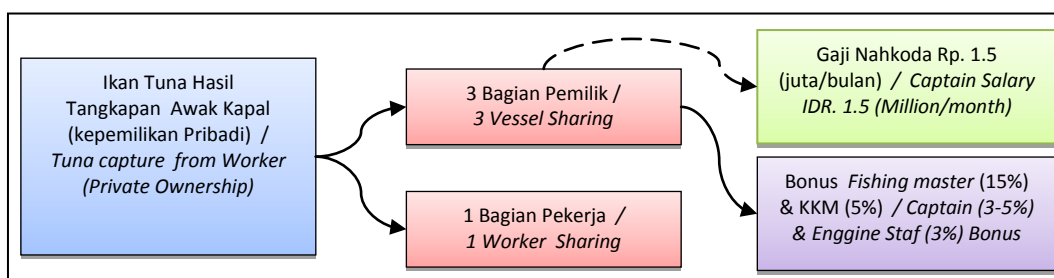 Ikan Tuna Hasil
Tangkapan Awak Kapal
(kepemilikan Pribadi) /
Tuna capture from Worker
(Private Ownership)
3 Bagian Pemilik /
3 Vessel Sharing
1 Bagian Pekerja /
1 Worker Sharing
Gaji Nahkoda Rp. 1.5
(juta/bulan) / Captain Salary
IDR. 1.5 (Million/month)
Bonus Fishing master (15%)
& KKM (5%) / Captain (3-5%)
& Enggine Staf (3%) Bonus